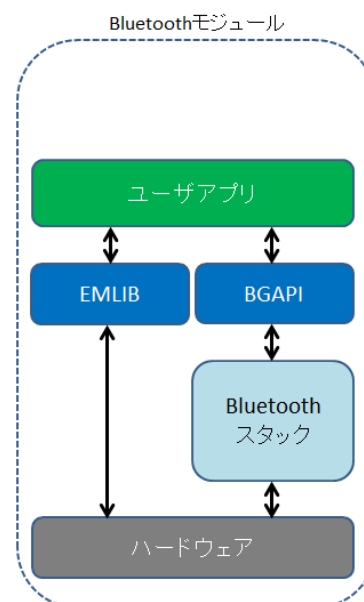 Bluetoothモジュール
ユーザアプリ
EMLIB
BGAPI
Bluetooth
スタック
ハードウェア